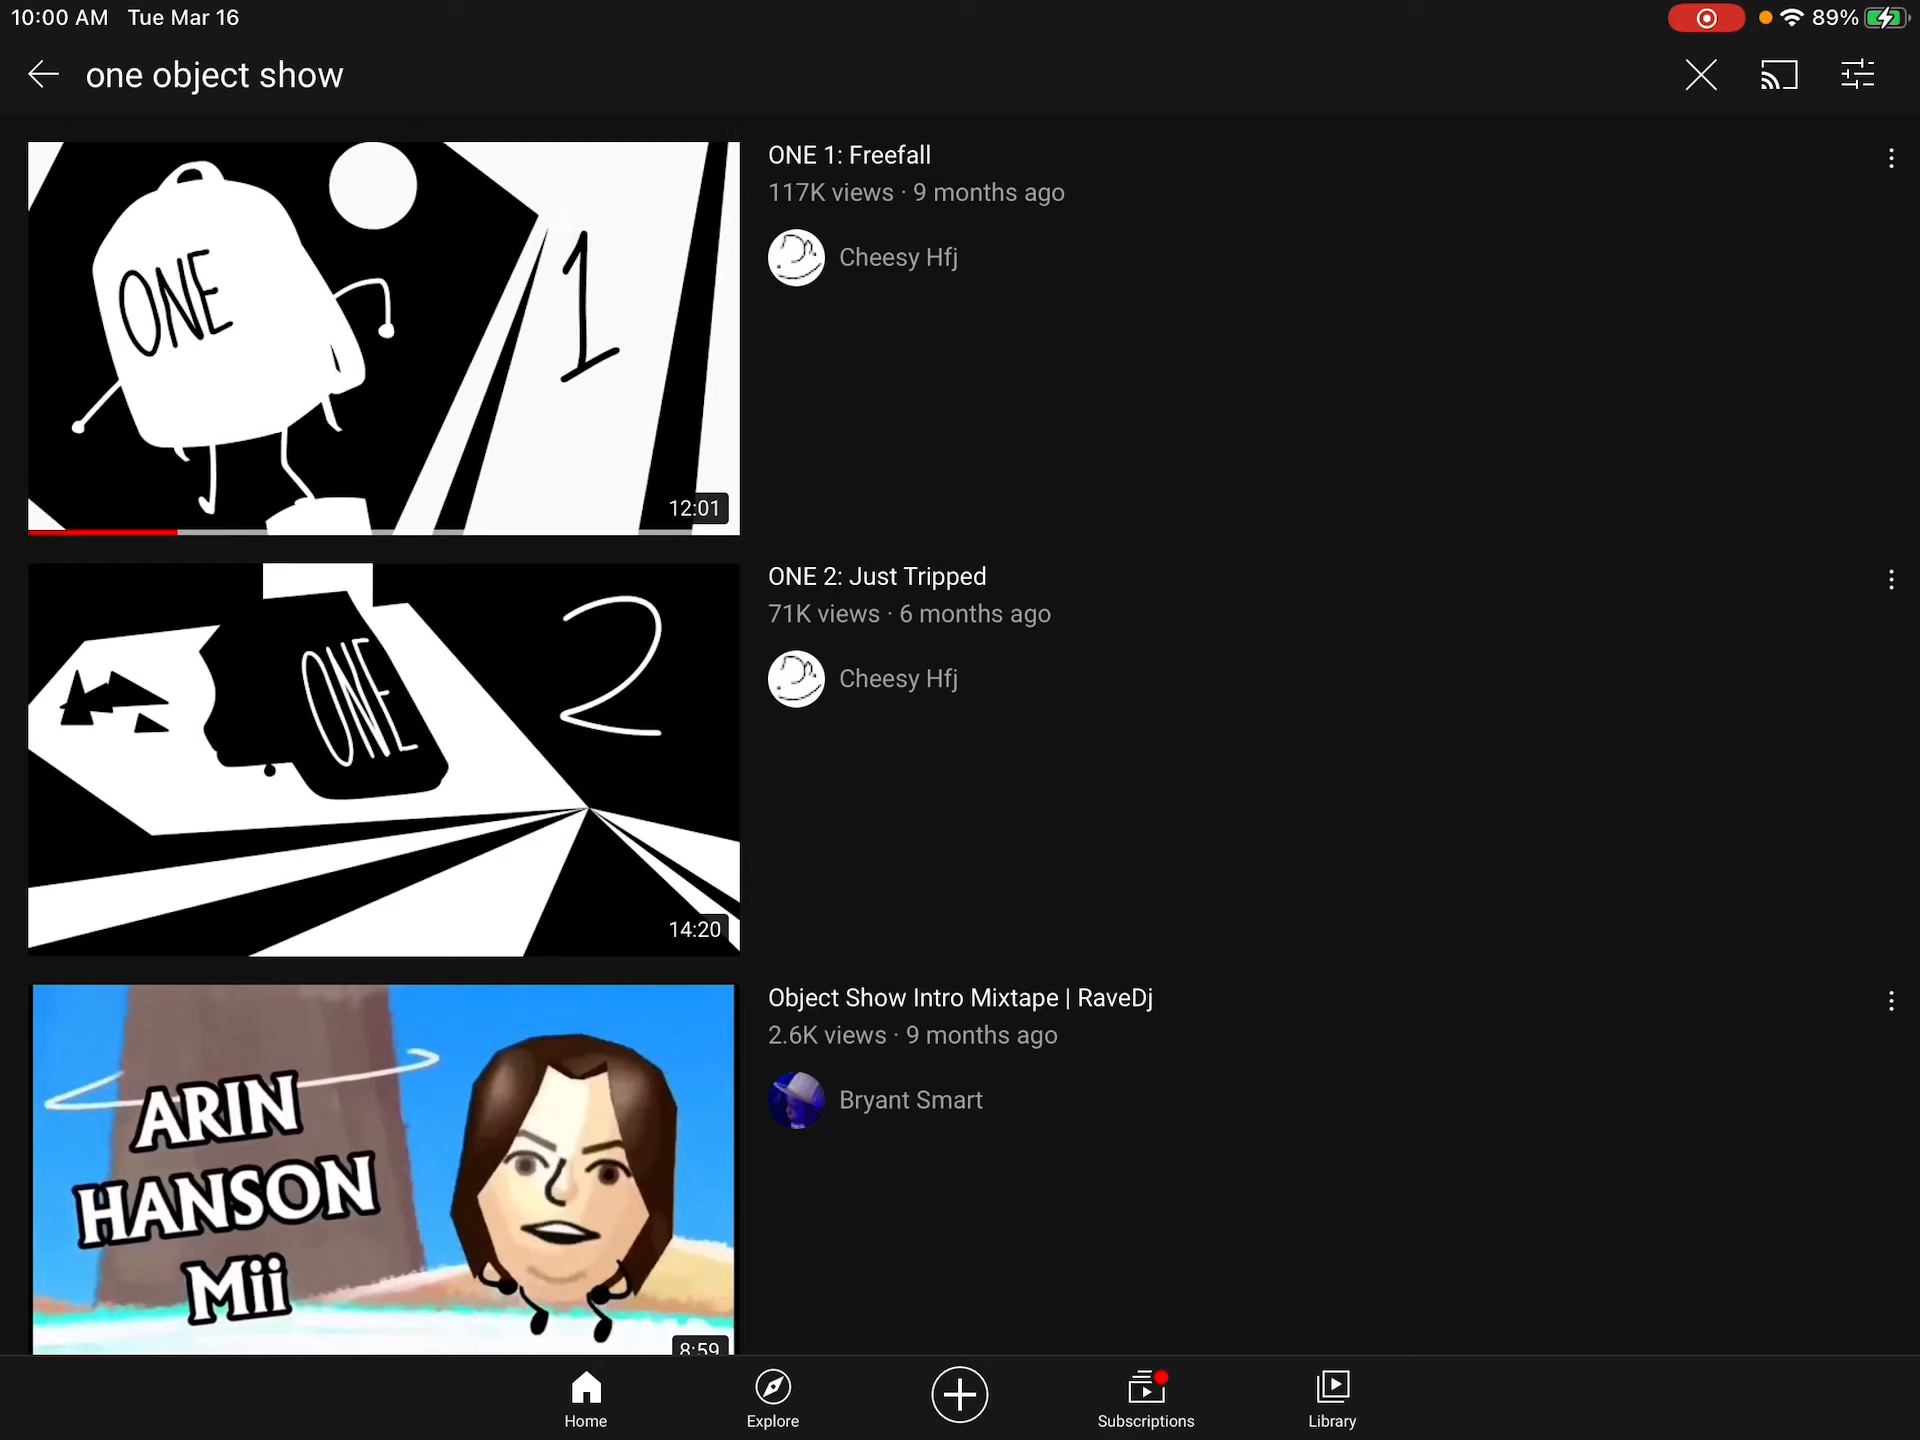 10:00 AM Tue Mar 16
89%
one object show
ONE
1
12:01
ONE 1: Freefall
117K views · 9 months ago
Cheesy Hfj
ONE
2
14:20
ONE 2: Just Tripped
71K views · 6 months ago
Cheesy Hfj
ARIN
HANSON
Mii
8:59
Object Show Intro Mixtape | RaveDj
2.6K views · 9 months ago
Bryant Smart
Home
Explore
Subscriptions
Library